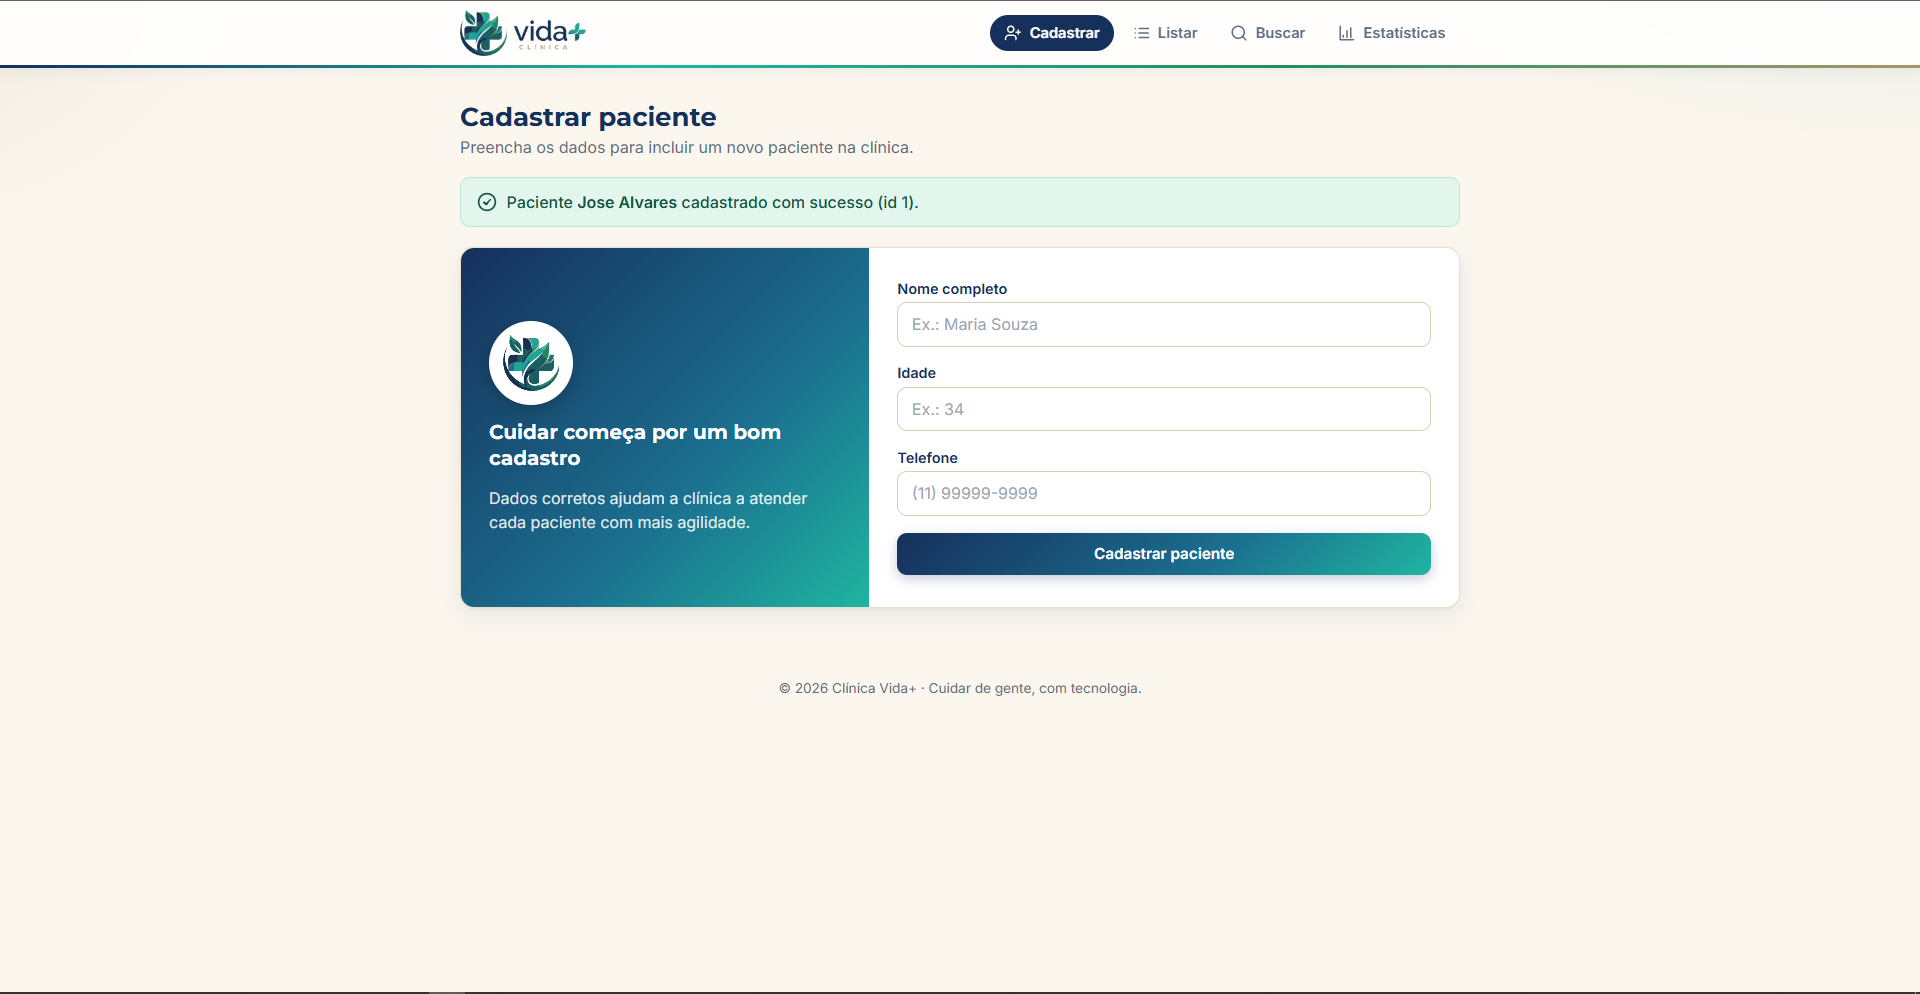 vida+
CLÍNICA
Cadastrar
Listar
Buscar
Estatísticas
Cadastrar paciente
Preencha os dados para incluir um novo paciente na clínica.
Paciente Jose Alvares cadastrado com sucesso (id 1).
Cuidar começa por um bom
cadastro
Dados corretos ajudam a clínica a atender
cada paciente com mais agilidade.
Nome completo
Ex.: Maria Souza
Idade
Ex.: 34
Telefone
(11) 99999-9999
Cadastrar paciente
© 2026 Clínica Vida+ · Cuidar de gente, com tecnologia.